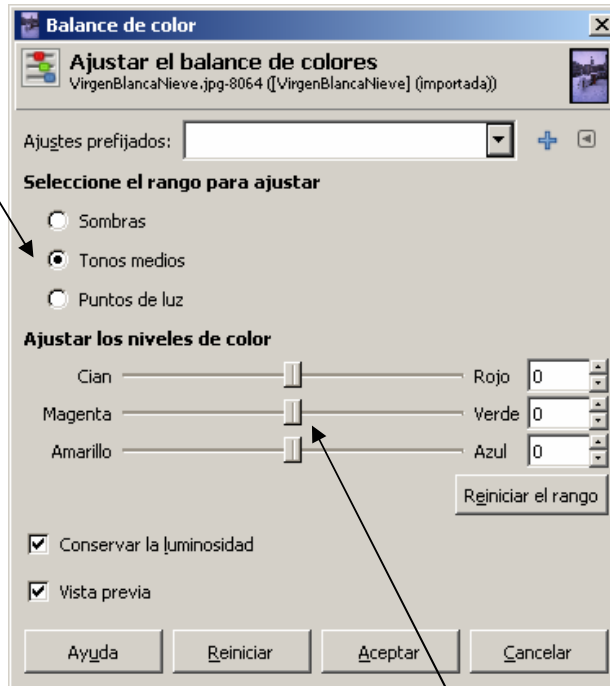 Balance de color
Ajustar el balance de colores
VirgenBlancaNieve.jpg-8064 ([VirgenBlancaNieve] (importada))
Ajustes prefijados:
Seleccione el rango para ajustar
Sombras
Tonos medios
Puntos de luz
Ajustar los niveles de color
Cian Rojo 0
Magenta Verde 0
Amarillo Azul 0
Reiniciar el rango
Conservar la luminosidad
Vista previa
Ayuda Reiniciar Aceptar Cancelar